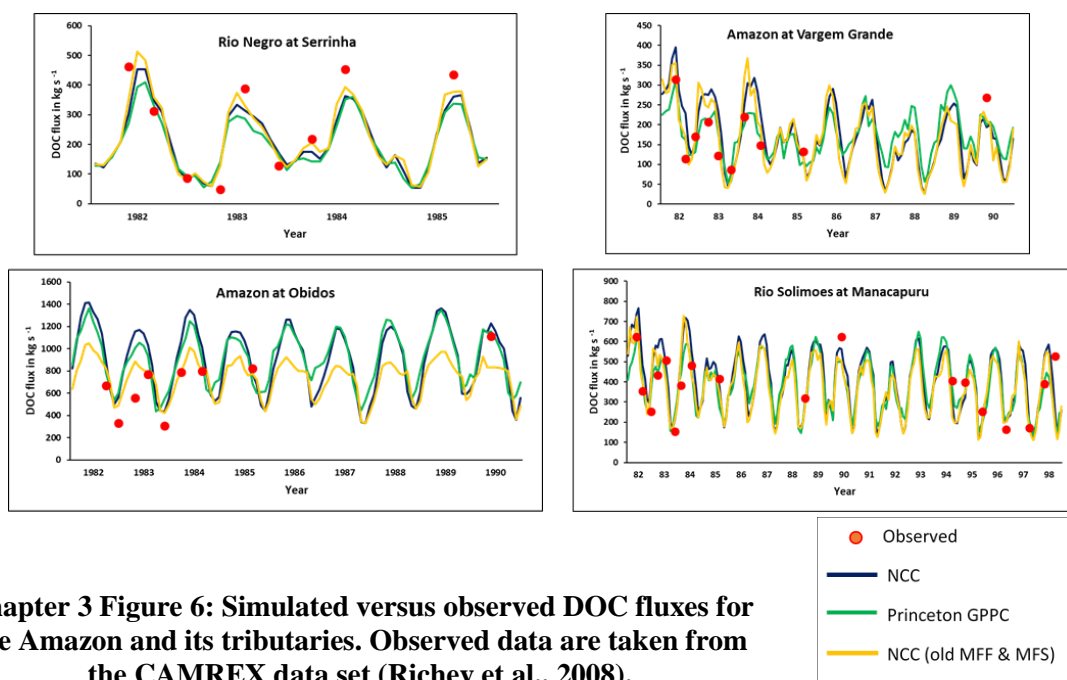 Rio Negro at Serrinha
DOC flux in kg s -1
600
500
400
300
200
100
0
1982 1983 1984 1985
Year
Amazon at Vargem Grande
DOC flux in kg s -1
450
400
350
300
250
200
150
100
50
0
82 83 84 85 86 87 88 89 90
Year
Amazon at Obidos
DOC flux in kg s -1
1600
1400
1200
1000
800
600
400
200
0
1982 1983 1984 1985 1986 1987 1988 1989 1990
Year
Rio Solimoes at Manacapuru
DOC flux in kg s -1
900
800
700
600
500
400
300
200
100
0
82 83 84 85 86 87 88 89 90 91 92 93 94 95 96 97 98
Year
Observed
NCC
Princeton GPPC
NCC (old MFF & MFS)
hapter 3 Figure 6: Simulated versus observed DOC fluxes for
e Amazon and its tributaries. Observed data are taken from
the CAMREX data set (Richey et al., 2008).